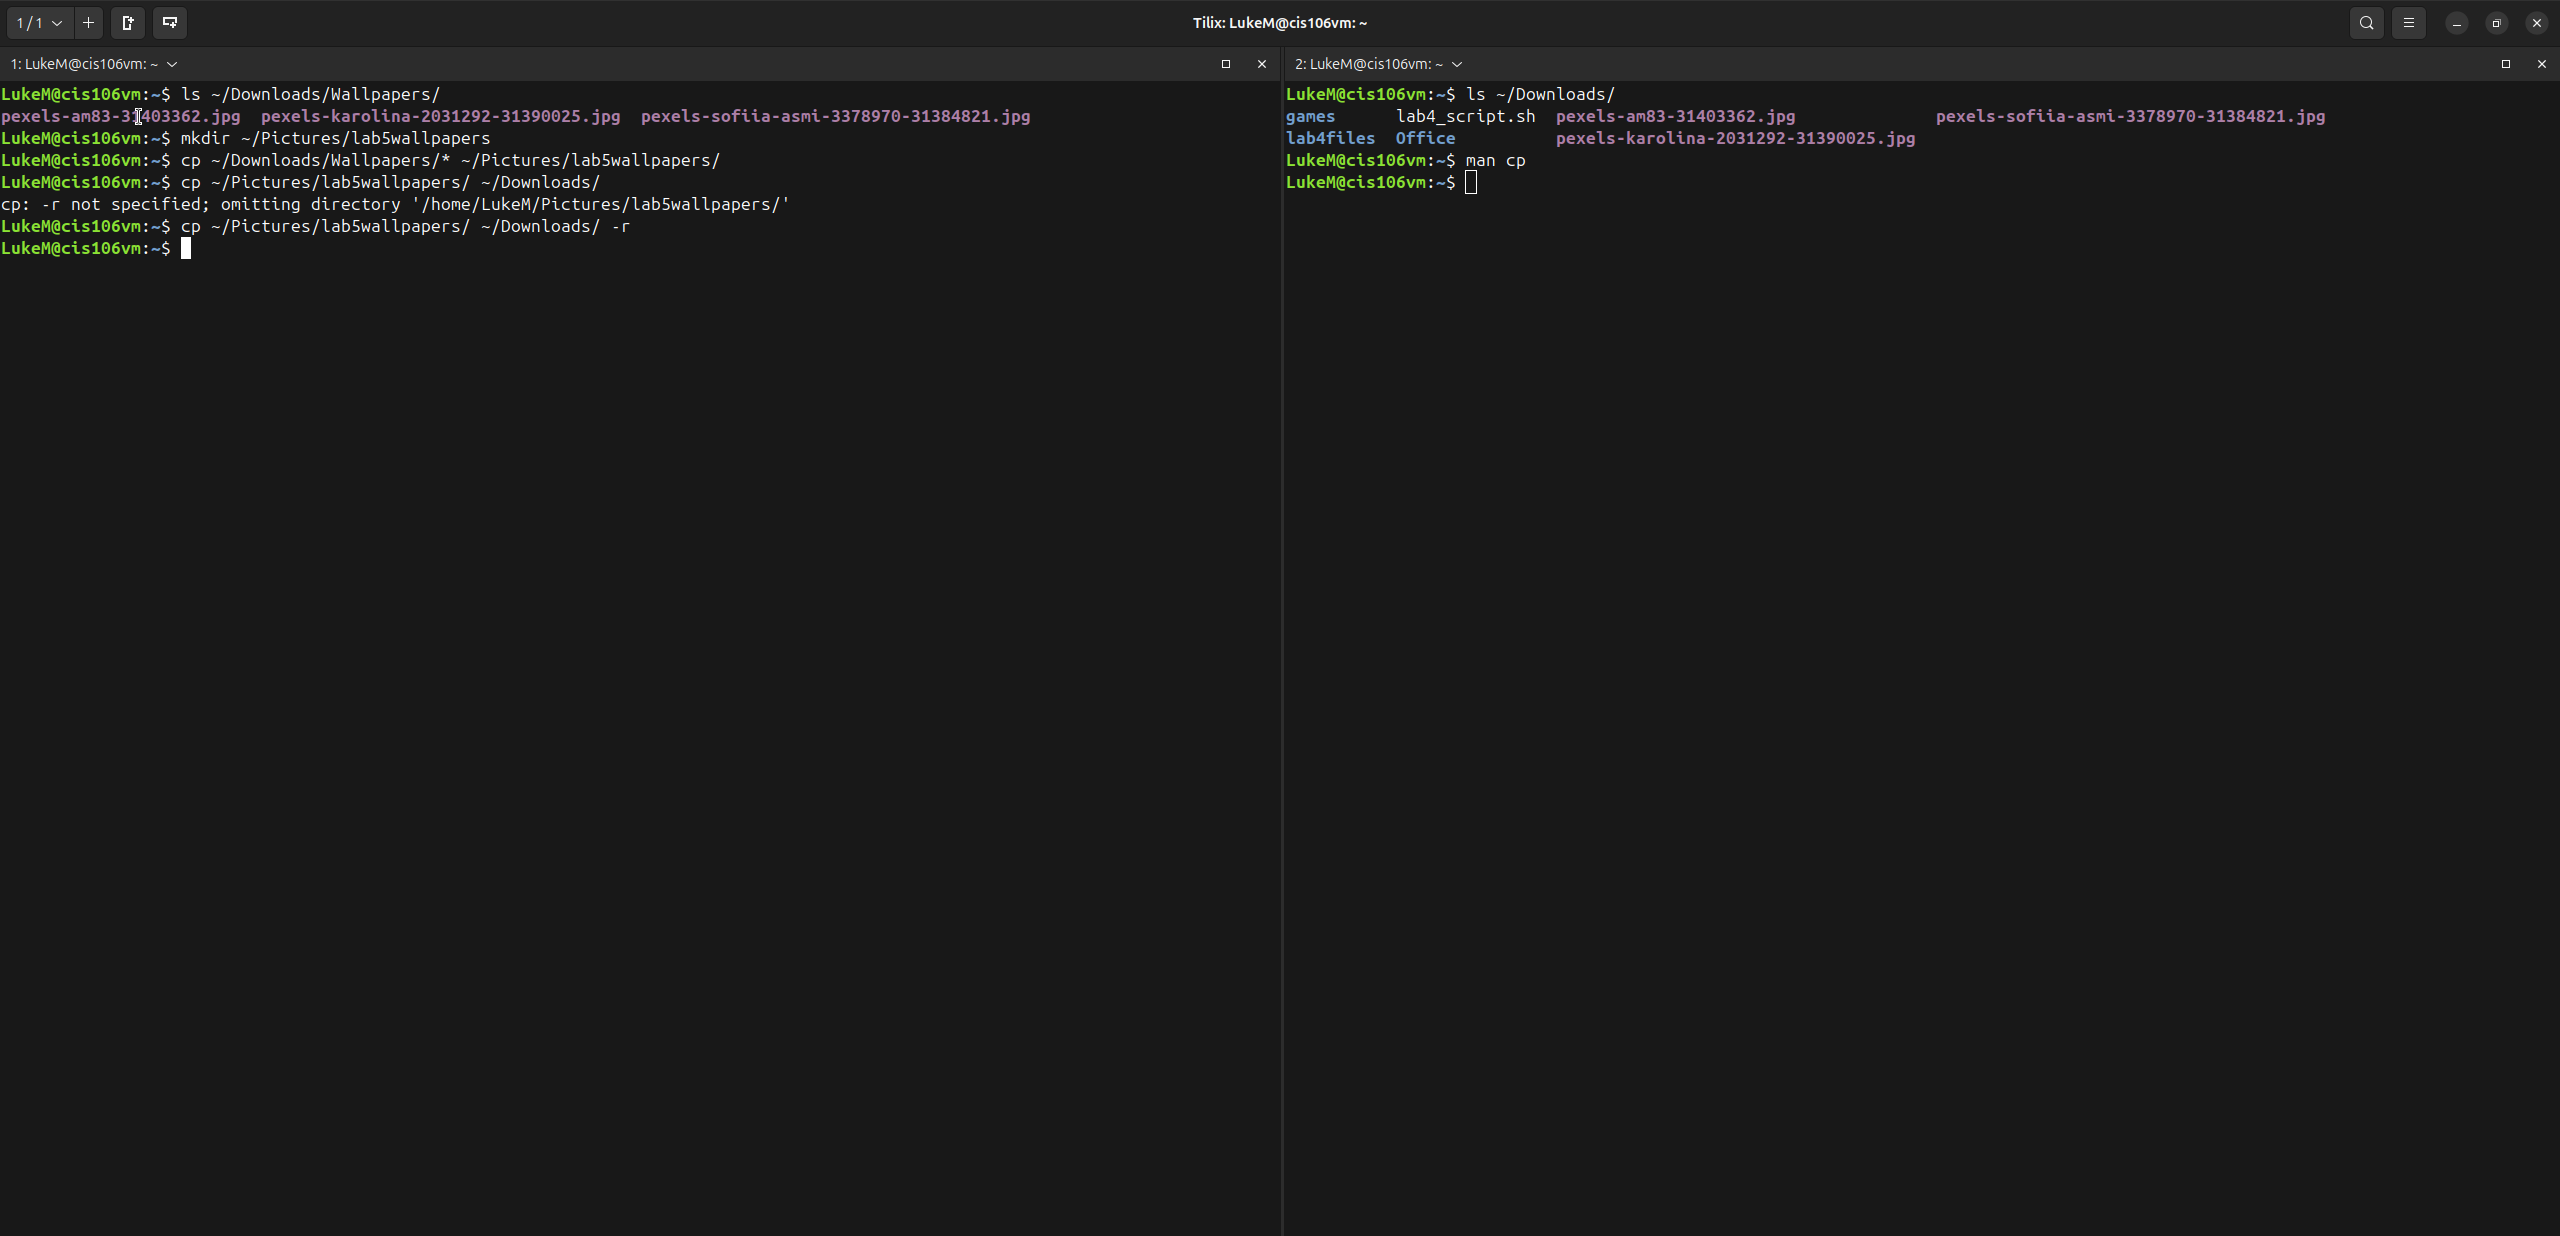 1 / 1
Tilix: LukeM@cis106vm: ~
1: LukeM@cis106vm: ~
LukeM@cis106vm:~$ ls ~/Downloads/Wallpapers/
pexels-am83-31403362.jpg  pexels-karolina-2031292-31390025.jpg  pexels-sofiia-asmi-3378970-31384821.jpg
LukeM@cis106vm:~$ mkdir ~/Pictures/lab5wallpapers
LukeM@cis106vm:~$ cp ~/Downloads/Wallpapers/* ~/Pictures/lab5wallpapers/
LukeM@cis106vm:~$ cp ~/Pictures/lab5wallpapers/ ~/Downloads/
cp: -r not specified; omitting directory '/home/LukeM/Pictures/lab5wallpapers/'
LukeM@cis106vm:~$ cp ~/Pictures/lab5wallpapers/ ~/Downloads/ -r
LukeM@cis106vm:~$
2: LukeM@cis106vm: ~
LukeM@cis106vm:~$ ls ~/Downloads/
games      lab4_script.sh  pexels-am83-31403362.jpg              pexels-sofiia-asmi-3378970-31384821.jpg
lab4files  Office          pexels-karolina-2031292-31390025.jpg
LukeM@cis106vm:~$ man cp
LukeM@cis106vm:~$